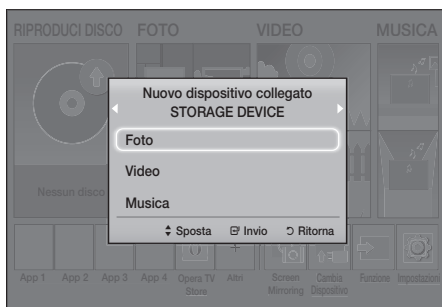 RIPRODUCI DISCO FOTO VIDEO MUSICA
Nuovo dispositivo collegato
STORAGE DEVICE
Foto
Video
Musica
Sposta Invio Ritorna
Nessun disco
App 1 App 2 App 3 App 4 Opera TV Store Altri Screen Mirroring Cambia Dispositivo Funzione Impostazioni